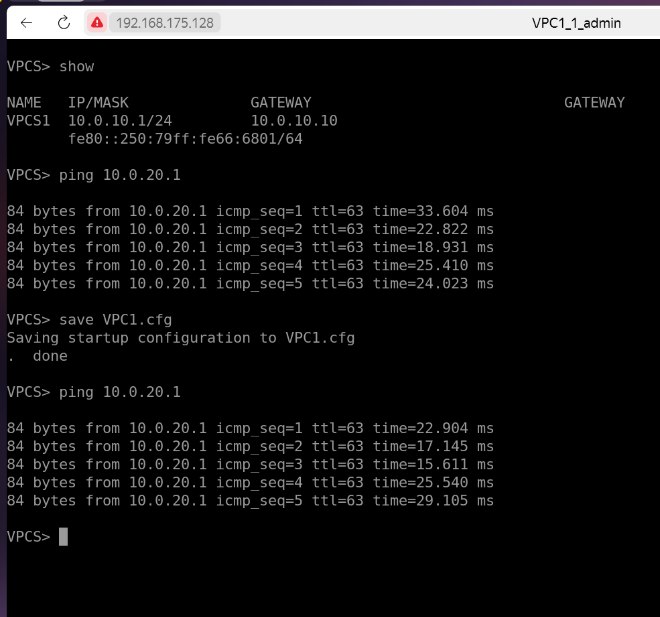 192.168.175.128 VPC1_1_admin
VPCS> show
NAME IP/MASK GATEWAY GATEWAY
VPCS1 10.0.10.1/24 10.0.10.10
fe80::250:79ff:fe66:6801/64
VPCS> ping 10.0.20.1
84 bytes from 10.0.20.1 icmp_seq=1 ttl=63 time=33.604 ms
84 bytes from 10.0.20.1 icmp_seq=2 ttl=63 time=22.822 ms
84 bytes from 10.0.20.1 icmp_seq=3 ttl=63 time=18.931 ms
84 bytes from 10.0.20.1 icmp_seq=4 ttl=63 time=25.410 ms
84 bytes from 10.0.20.1 icmp_seq=5 ttl=63 time=24.023 ms
VPCS> save VPC1.cfg
Saving startup configuration to VPC1.cfg
. done
VPCS> ping 10.0.20.1
84 bytes from 10.0.20.1 icmp_seq=1 ttl=63 time=22.904 ms
84 bytes from 10.0.20.1 icmp_seq=2 ttl=63 time=17.145 ms
84 bytes from 10.0.20.1 icmp_seq=3 ttl=63 time=15.611 ms
84 bytes from 10.0.20.1 icmp_seq=4 ttl=63 time=25.540 ms
84 bytes from 10.0.20.1 icmp_seq=5 ttl=63 time=29.105 ms
VPCS>